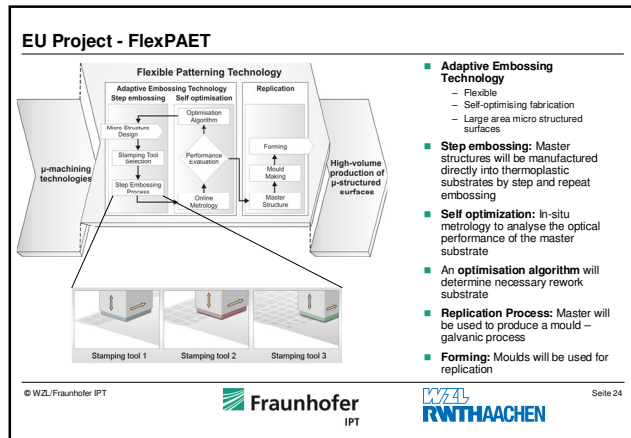 EU Project - FlexPAET
Flexible Patterning Technology
Adaptive Embossing Technology
Step embossing
Self optimisation
Replication
Micro Structure
Design
Stamping Tool
Selection
Step Embossing
Process
Optimisation
Algorithm
Performance
Evaluation
Online
Metrology
Forming
Mould
Making
Master
Structure
µ-machining
technologies
High-volume
production of
µ-structured
surfaces
Stamping tool 1
Stamping tool 2
Stamping tool 3
Adaptive Embossing
Technology
– Flexible
– Self-optimising fabrication
– Large area micro structured
surfaces
Step embossing: Master
structures will be manufactured
directly into thermoplastic
substrates by step and repeat
embossing
Self optimization: In-situ
metrology to analyse the optical
performance of the master
substrate
An optimisation algorithm will
determine necessary rework
substrate
Replication Process: Master will
be used to produce a mould –
galvanic process
Forming: Moulds will be used for
replication
© WZL/Fraunhofer IPT
Fraunhofer
IPT
WZL
RWTHAACHEN
Seite 24